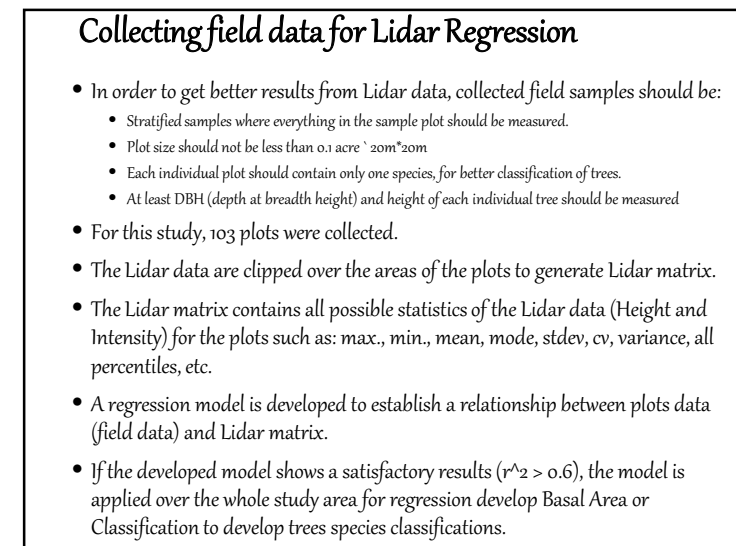 Collecting field data for Lidar Regression
• In order to get better results from Lidar data, collected field samples should be:
• Stratified samples where everything in the sample plot should be measured.
• Plot size should not be less than 0.1 acre ` 20m*20m
• Each individual plot should contain only one species, for better classification of trees.
• At least DBH (depth at breadth height) and height of each individual tree should be measured
• For this study, 103 plots were collected.
• The Lidar data are clipped over the areas of the plots to generate Lidar matrix.
• The Lidar matrix contains all possible statistics of the Lidar data (Height and
Intensity) for the plots such as: max., min., mean, mode, stdev, cv, variance, all
percentiles, etc.
• A regression model is developed to establish a relationship between plots data
(field data) and Lidar matrix.
• If the developed model shows a satisfactory results (r^2 > 0.6), the model is
applied over the whole study area for regression develop Basal Area or
Classification to develop trees species classifications.